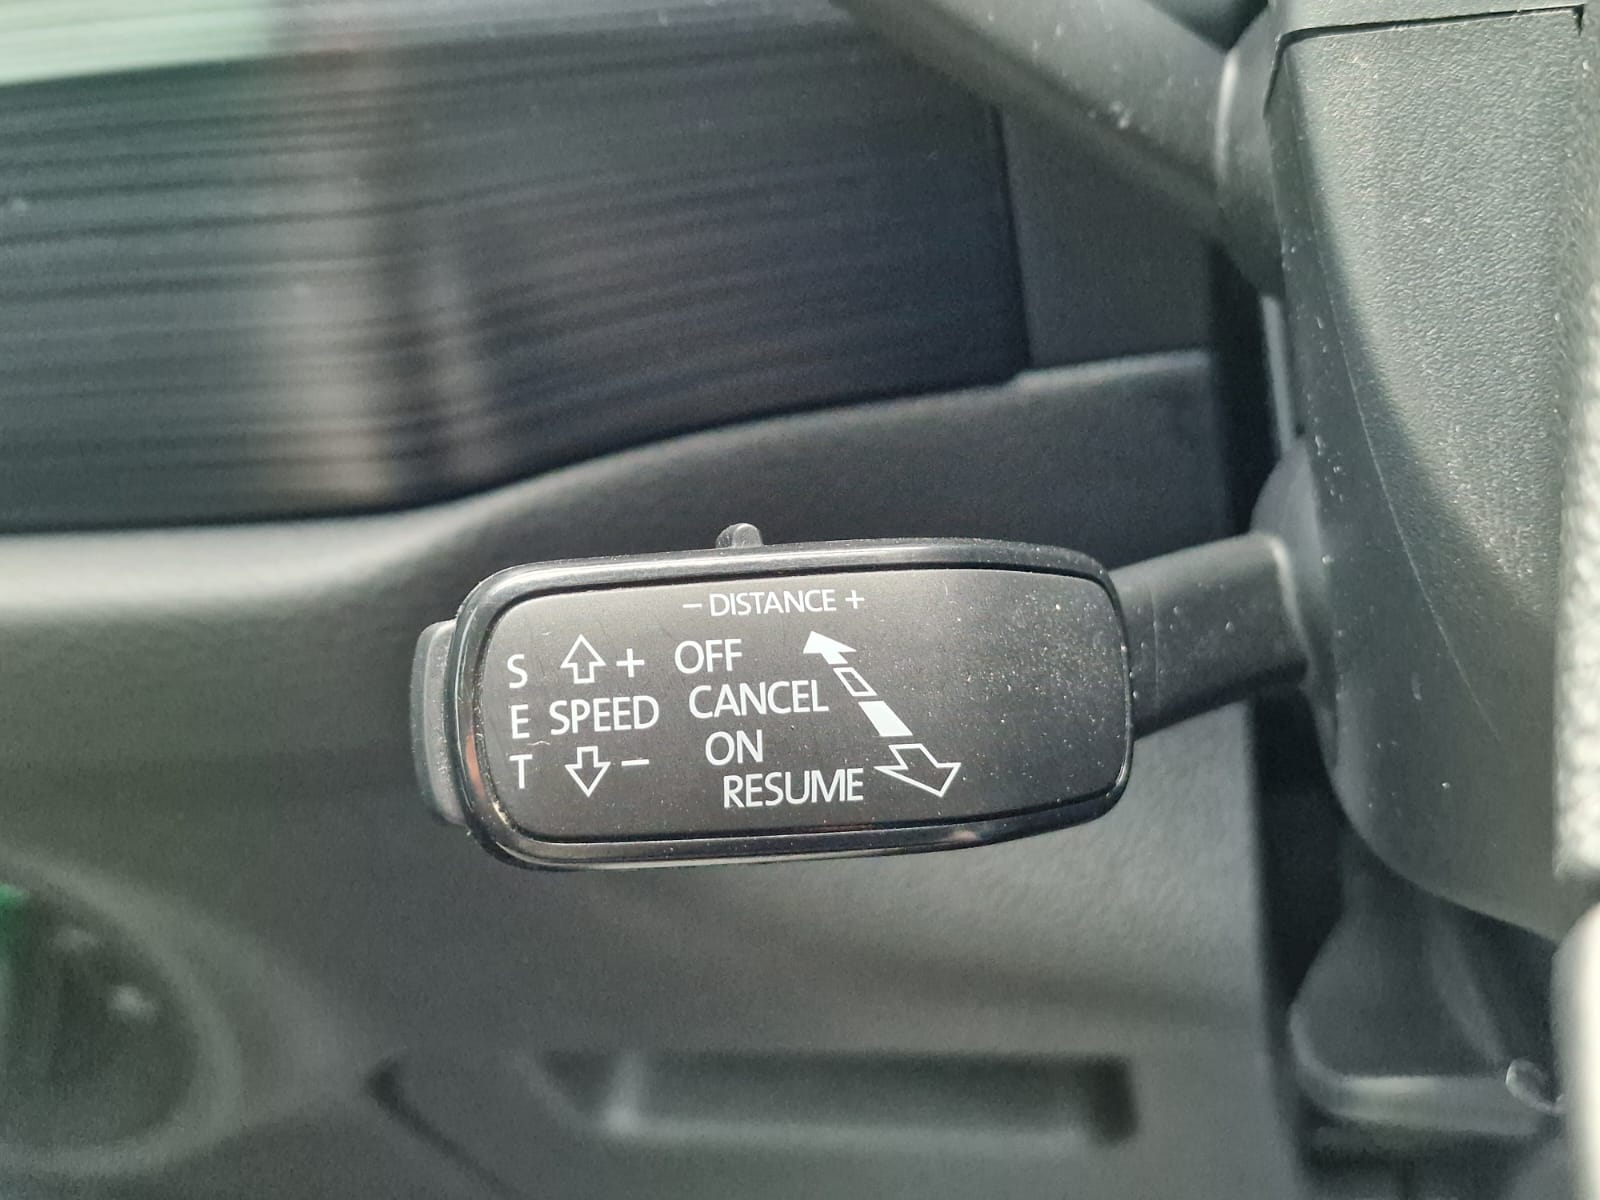 – DISTANCE +
S + OFF
CANCEL
E SPEED
ON
T –
RESUME